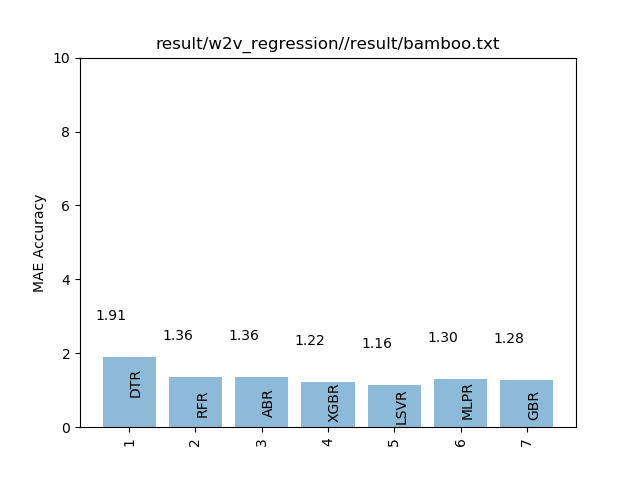 result/w2v_regression//result/bamboo.txt
MAE Accuracy
10
8
6
4
2
0
1.91
1.36
1.36
1.22
1.16
1.30
1.28
DTR
RFR
ABR
XGBR
LSVR
MLPR
GBR
1
2
3
4
5
6
7